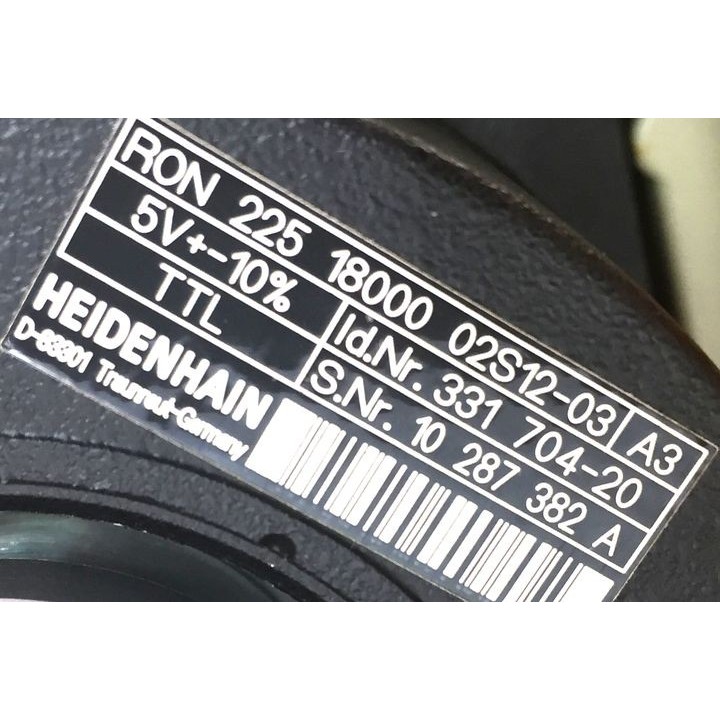 RON 225 18000 02S12-03 A3
5V+-10% Id.Nr. 331 704-20
TTL S.Nr. 10 287 382 A
HEIDENHAIN
D-83301 Traunreut-Germany